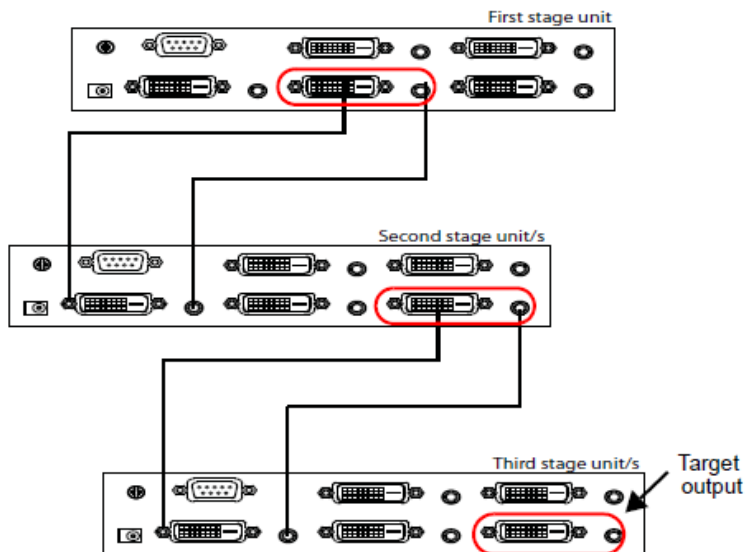 First stage unit
Second stage unit/s
Third stage unit/s
Target
output